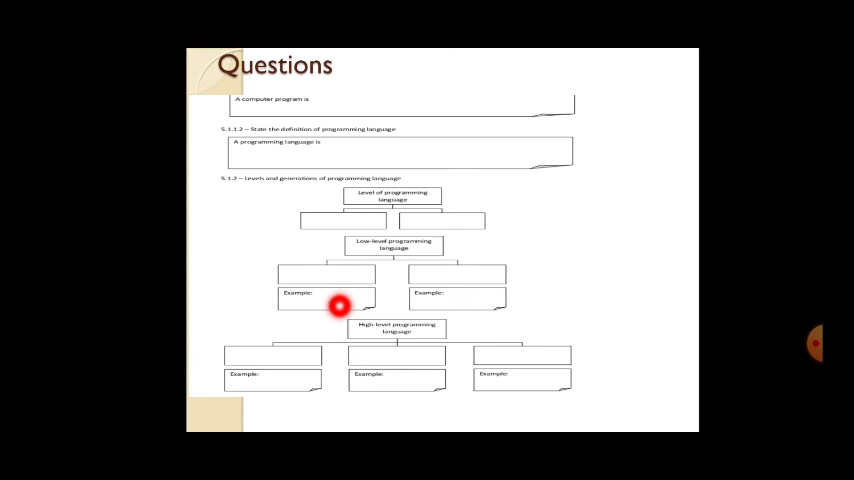 Questions
A computer program is
5.1.1.2 – State the definition of programming language
A programming language is
5.1.2 – Levels and generations of programming language
Level of programming
language
Low-level programming
language
Example:
Example:
High-level programming
language
Example:
Example:
Example: